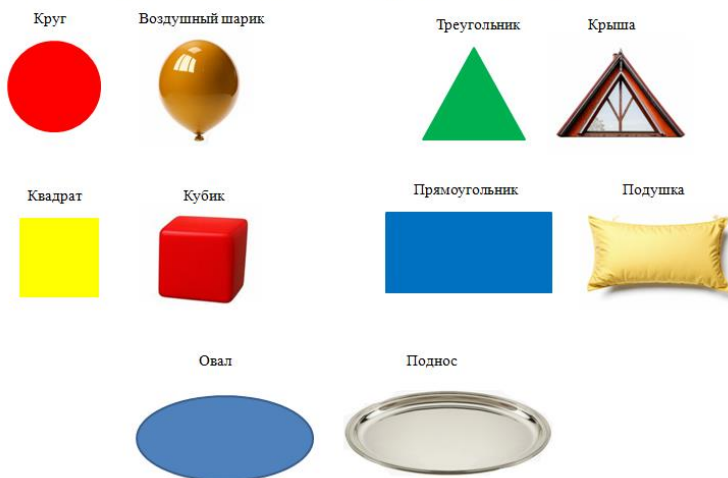 Круг
Воздушный шарик
Треугольник
Крыша
Квадрат
Кубик
Прямоугольник
Подушка
Овал
Поднос